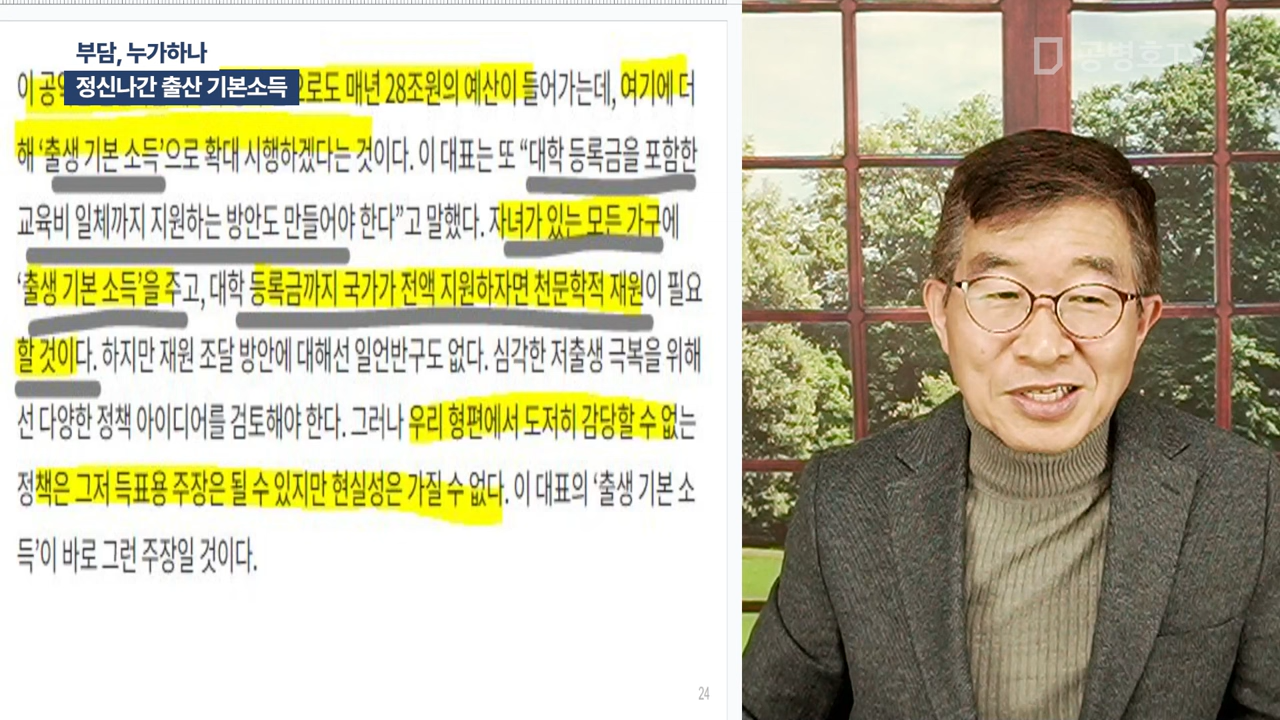 부담, 누가하나
정신나간 출산 기본소득
이 공 으로도 매년 28조원의 예산이 들어가는데, 여기에 더
해 ‘출생 기본 소득’으로 확대 시행하겠다는 것이다. 이 대표는 또 “대학 등록금을 포함한
교육비 일체까지 지원하는 방안도 만들어야 한다”고 말했다. 자녀가 있는 모든 가구에
‘출생 기본 소득’을 주고, 대학 등록금까지 국가가 전액 지원하자면 천문학적 재원이 필요
할 것이다. 하지만 재원 조달 방안에 대해선 일언반구도 없다. 심각한 저출생 극복을 위해
선 다양한 정책 아이디어를 검토해야 한다. 그러나 우리 형편에서 도저히 감당할 수 없는
정책은 그저 득표용 주장은 될 수 있지만 현실성은 가질 수 없다. 이 대표의 ‘출생 기본 소
득’이 바로 그런 주장일 것이다.
24
공병호TV